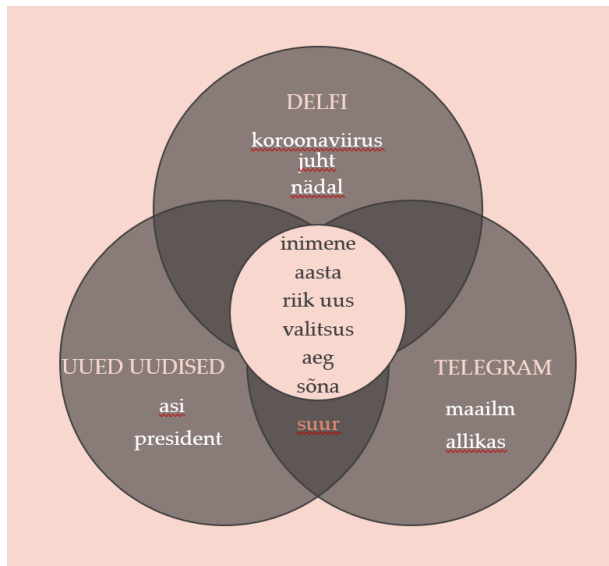 DELFI
koroonaviirus
juht
nädal
inimene
aasta
riik uus
valitsus
aeg
sõna
suur
UUED UUDISED
asi
president
TELEGRAM
maailm
allikas